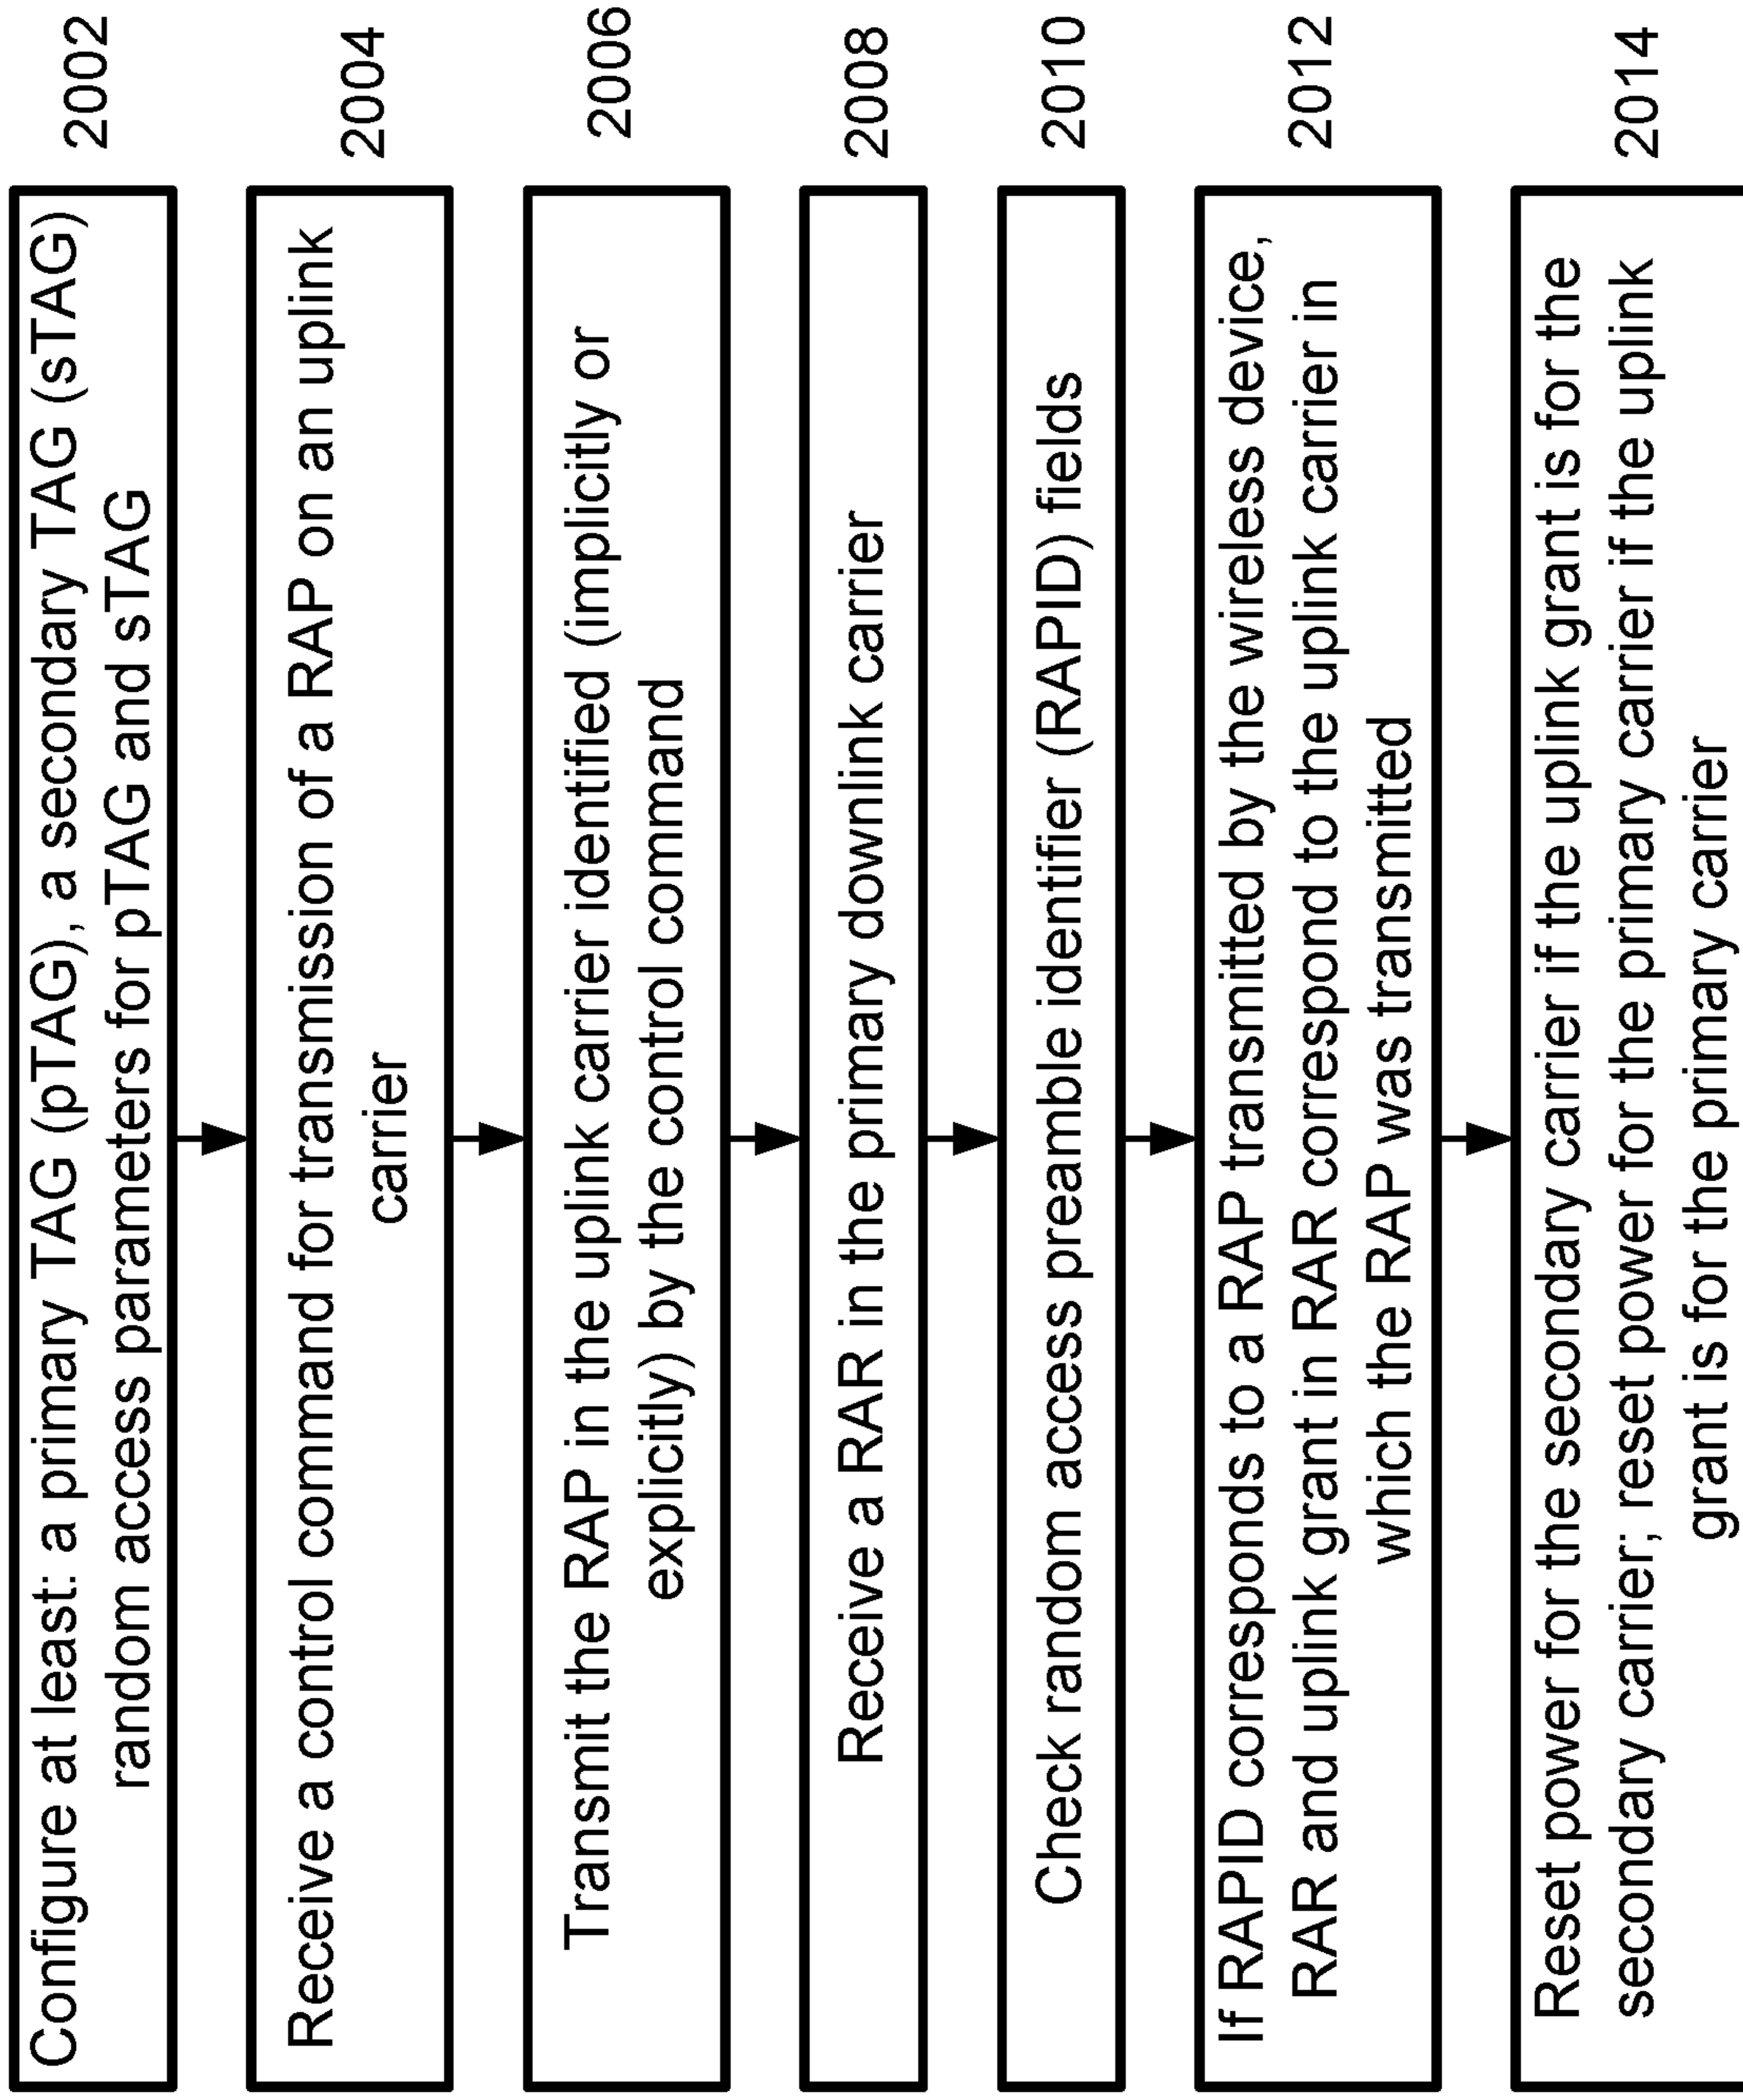 Configure at least: a primary TAG (pTAG), a secondary TAG (sTAG)
random access parameters for pTAG and sTAG
2002
Receive a control command for transmission of a RAP on an uplink
carrier
2004
Transmit the RAP in the uplink carrier identified (implicitly or
explicitly) by the control command
2006
Receive a RAR in the primary downlink carrier
2008
Check random access preamble identifier (RAPID) fields
2010
If RAPID corresponds to a RAP transmitted by the wireless device,
RAR and uplink grant in RAR correspond to the uplink carrier in
which the RAP was transmitted
2012
Reset power for the secondary carrier if the uplink grant is for the
secondary carrier; reset power for the primary carrier if the uplink
grant is for the primary carrier
2014